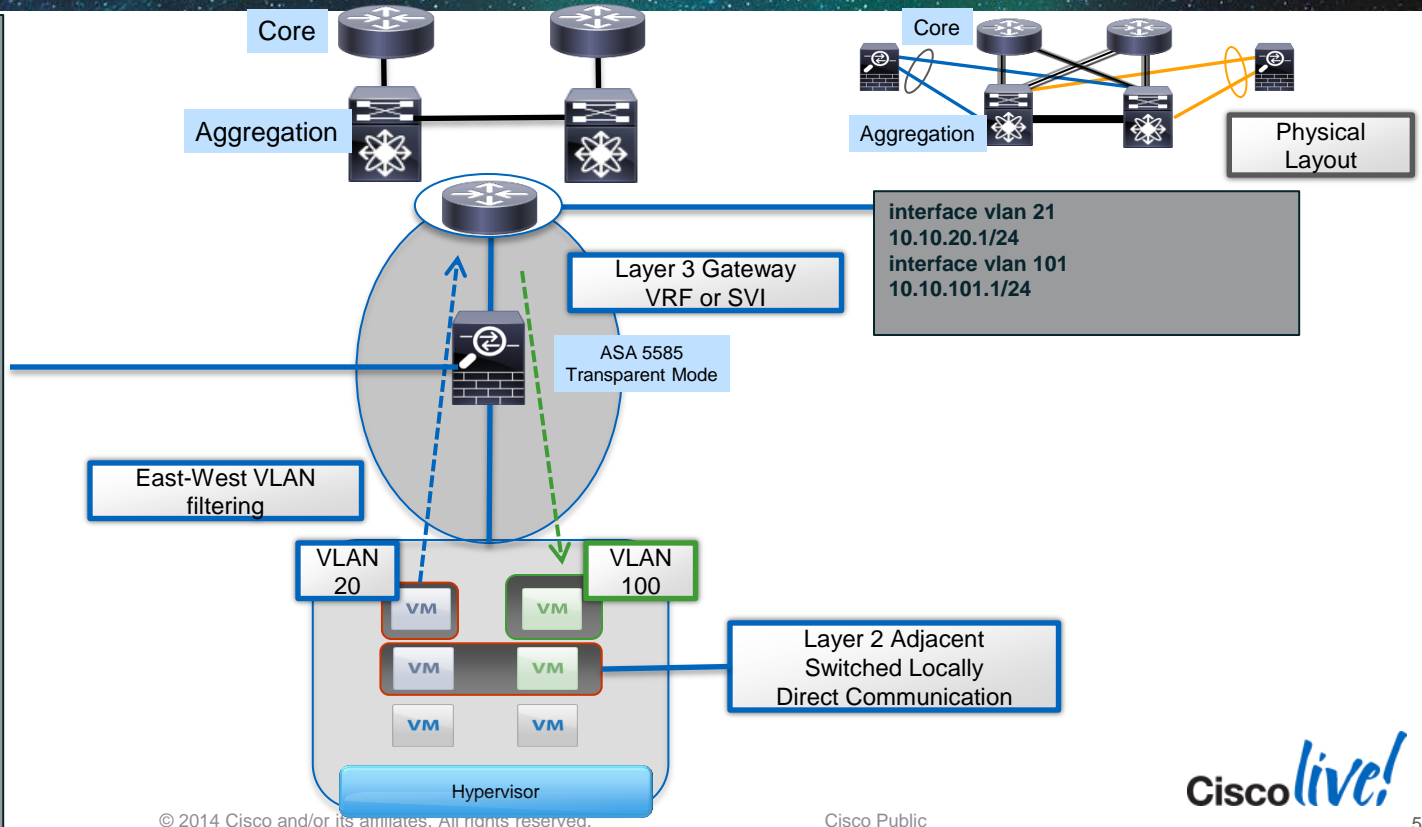 Core
Core
Aggregation
Aggregation
Physical
Layout
interface vlan 21
10.10.20.1/24
interface vlan 101
10.10.101.1/24
Layer 3 Gateway
VRF or SVI
ASA 5585
Transparent Mode
East-West VLAN
filtering
VLAN
20
VLAN
100
VM
VM
VM
VM
VM
VM
Layer 2 Adjacent
Switched Locally
Direct Communication
Hypervisor
© 2014 Cisco and/or its affiliates. All rights reserved.
Cisco Public
Cisco live!
5